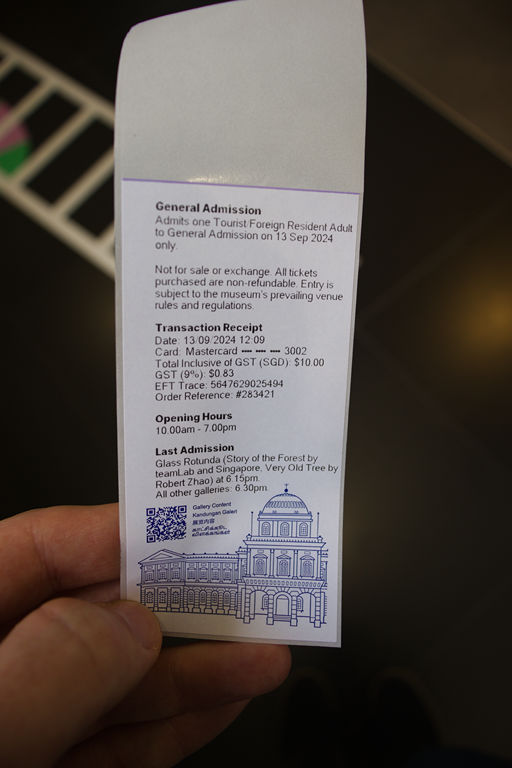 General Admission
Admits one Tourist/Foreign Resident Adult
to General Admission on 13 Sep 2024
only.
Not for sale or exchange. All tickets
purchased are non-refundable. Entry is
subject to the museum's prevailing venue
rules and regulations.
Transaction Receipt
Date: 13/09/2024 12:09
Card: Mastercard •••• •••• •••• 3002
Total Inclusive of GST (SGD): $10.00
GST (9%): $0.83
EFT Trace: 5647629025494
Order Reference: #283421
Opening Hours
10.00am - 7.00pm
Last Admission
Glass Rotunda (Story of the Forest by
teamLab and Singapore, Very Old Tree by
Robert Zhao) at 6.15pm.
All other galleries: 6.30pm.
Gallery Content
Kandungan Galeri
展览内容
காட்சிக்கூட
விளக்கங்கள்